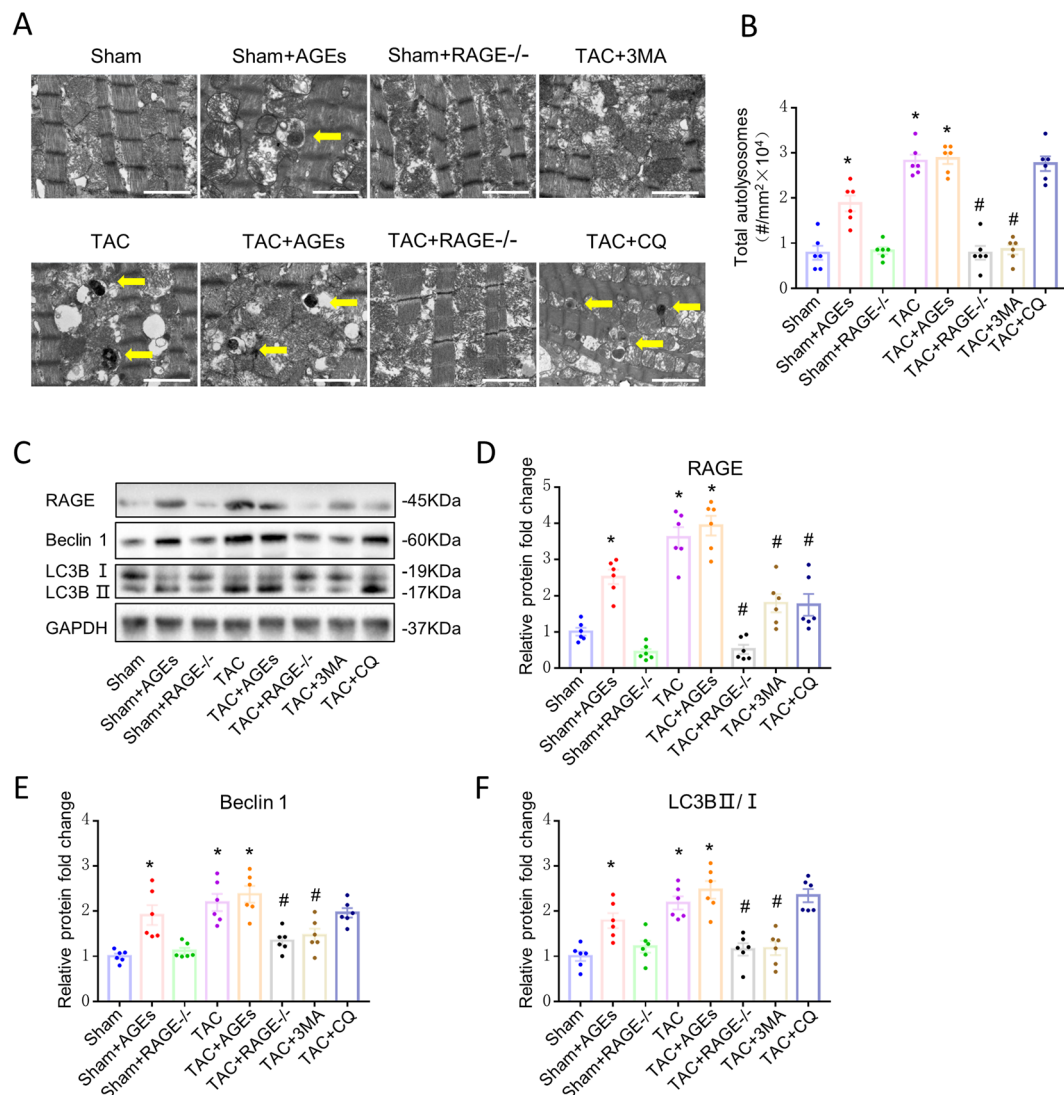 A
Sham
Sham+AGEs
Sham+RAGE-/-
TAC+3MA
TAC
TAC+AGEs
TAC+RAGE-/-
TAC+CQ
B
Total autolysosomes
(#/mm2×10⁴)
3
2
1
0
*
*
*
#
#
Sham
Sham+AGEs
Sham+RAGE-/-
TAC
TAC+AGEs
TAC+RAGE-/-
TAC+3MA
TAC+CQ
C
RAGE
-45KDa
Beclin 1
-60KDa
LC3B Ⅰ
-19KDa
LC3B Ⅱ
-17KDa
GAPDH
-37KDa
Sham
Sham+AGEs
Sham+RAGE-/-
TAC
TAC+AGEs
TAC+RAGE-/-
TAC+3MA
TAC+CQ
D
RAGE
Relative protein fold change
5
4
3
2
1
0
*
*
*
#
#
#
Sham
Sham+AGEs
Sham+RAGE-/-
TAC
TAC+AGEs
TAC+RAGE-/-
TAC+3MA
TAC+CQ
E
Beclin 1
Relative protein fold change
4
3
2
1
0
*
*
*
#
#
Sham
Sham+AGEs
Sham+RAGE-/-
TAC
TAC+AGEs
TAC+RAGE-/-
TAC+3MA
TAC+CQ
F
LC3BⅡ/Ⅰ
Relative protein fold change
4
3
2
1
0
*
*
*
#
#
Sham
Sham+AGEs
Sham+RAGE-/-
TAC
TAC+AGEs
TAC+RAGE-/-
TAC+3MA
TAC+CQ